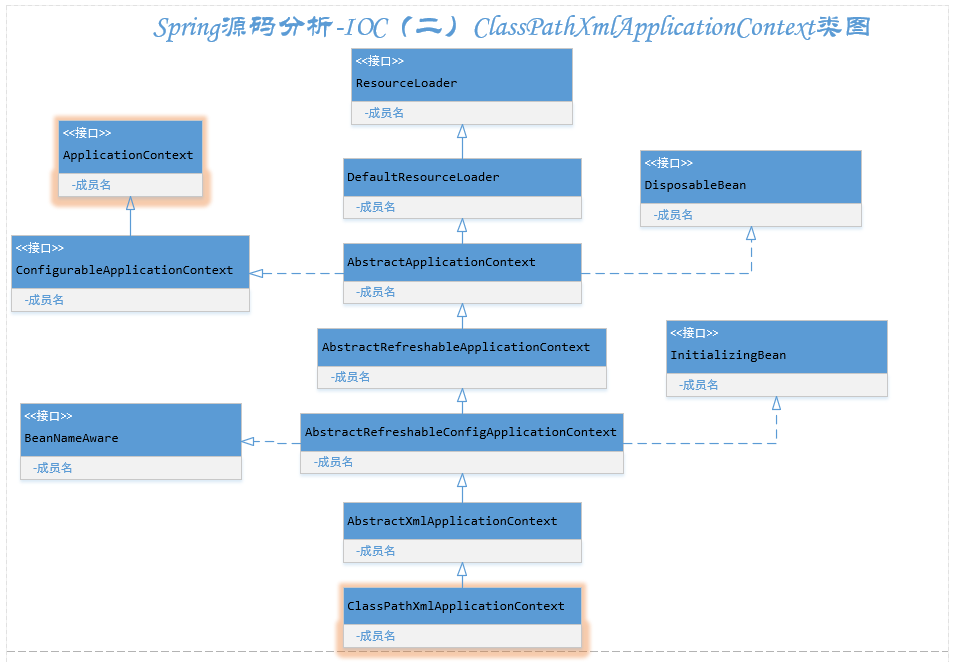 Spring源码分析-IOC（二）ClassPathXmlApplicationContext类图
<<接口>>
ResourceLoader
-成员名
<<接口>>
ApplicationContext
-成员名
DefaultResourceLoader
-成员名
<<接口>>
DisposableBean
-成员名
<<接口>>
ConfigurableApplicationContext
-成员名
AbstractApplicationContext
-成员名
AbstractRefreshableApplicationContext
-成员名
<<接口>>
InitializingBean
-成员名
<<接口>>
BeanNameAware
-成员名
AbstractRefreshableConfigApplicationContext
-成员名
AbstractXmlApplicationContext
-成员名
ClassPathXmlApplicationContext
-成员名